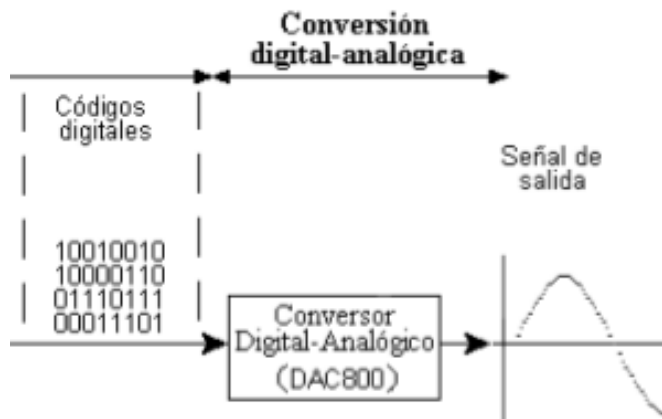 Conversión
digital-analógica
Códigos
digitales
Señal de
salida
10010010
10000110
01110111
00011101
Conversor
Digital-Analógico
(DAC800)